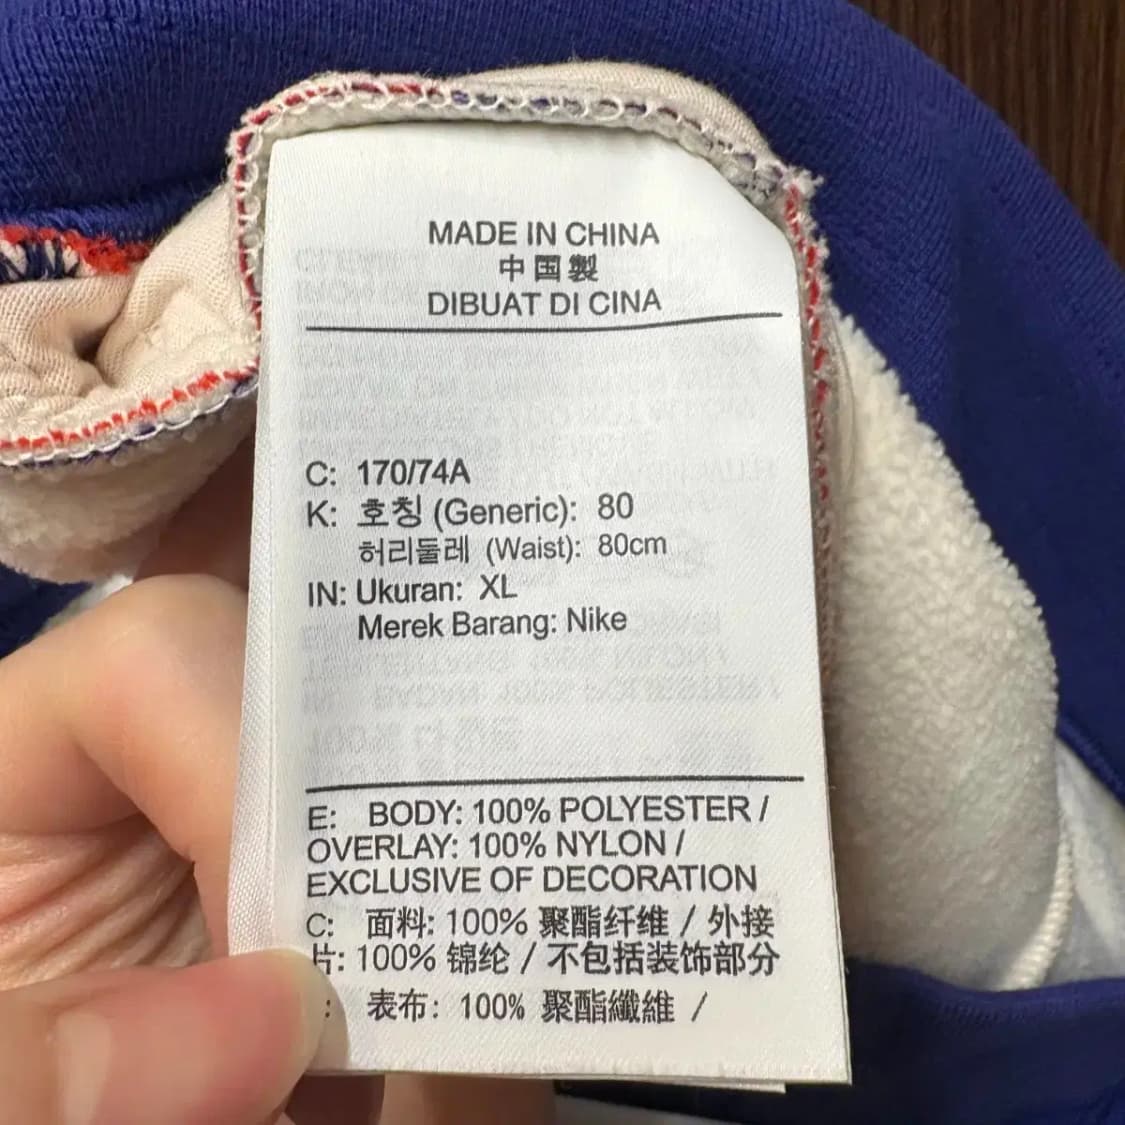 MADE IN CHINA
中国製
DIBUAT DI CINA
C: 170/74A
K: 호칭 (Generic): 80
허리둘레 (Waist): 80cm
IN: Ukuran: XL
Merek Barang: Nike
E: BODY: 100% POLYESTER /
OVERLAY: 100% NYLON /
EXCLUSIVE OF DECORATION
C: 面料: 100% 聚酯纤维 / 外接
片: 100% 锦纶 / 不包括装饰部分
: 表布: 100% 聚酯纖維 /